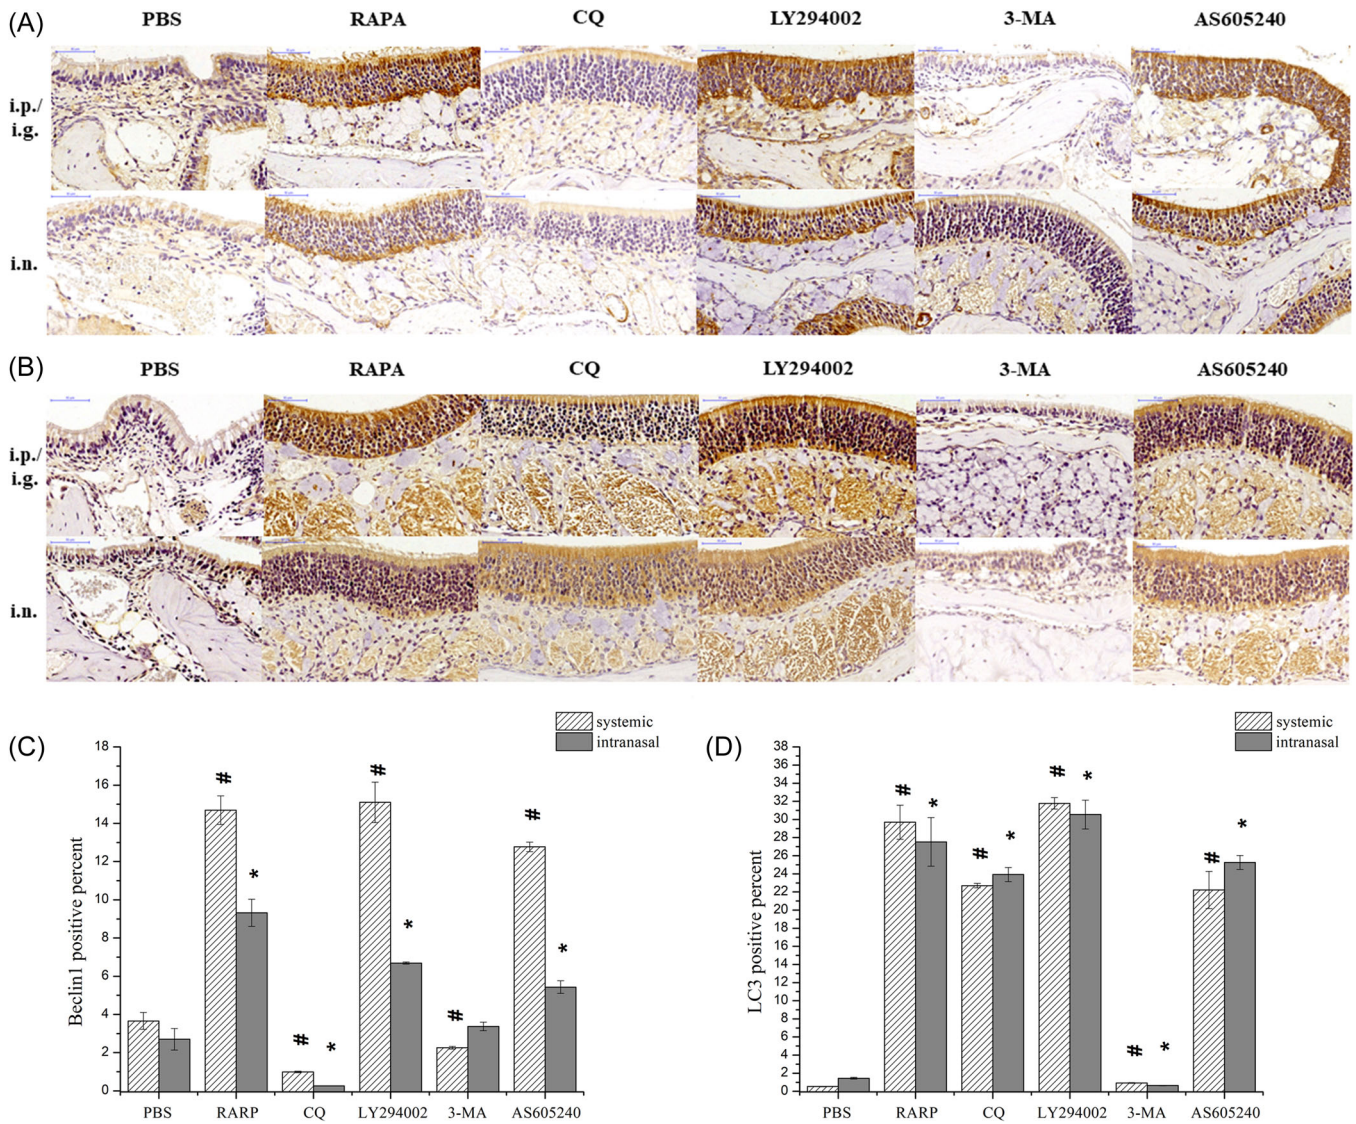 (A)
PBS RAPA CQ LY294002 3-MA AS605240
i.p./
i.g.
i.n.
(B)
PBS RAPA CQ LY294002 3-MA AS605240
i.p./
i.g.
i.n.
(C)
systemic
intranasal
Beclin1 positive percent
18
16
14
12
10
8
6
4
2
0
# * # * # * # # *
PBS RARP CQ LY294002 3-MA AS605240
(D)
systemic
intranasal
LC3 positive percent
38
36
34
32
30
28
26
24
22
20
18
16
14
12
10
8
6
4
2
0
# * # * # * # * # *
PBS RARP CQ LY294002 3-MA AS605240